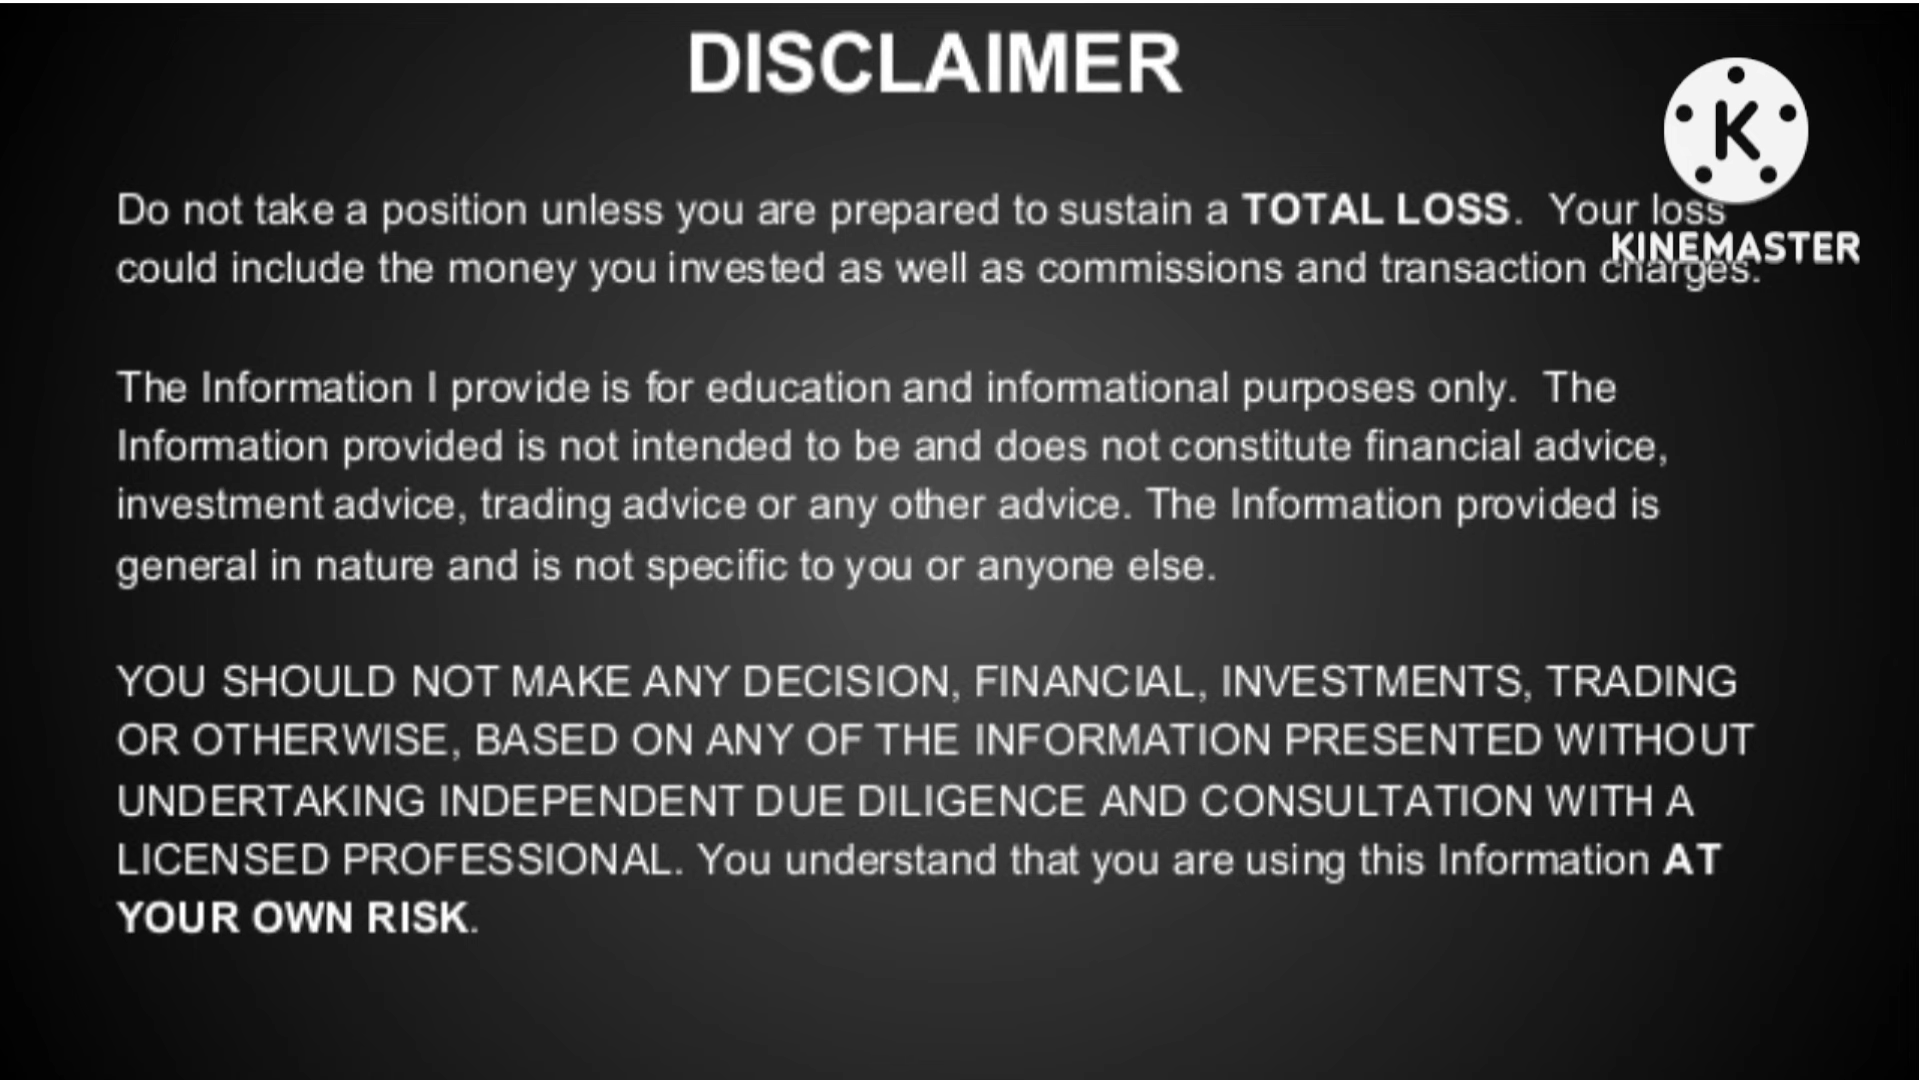 DISCLAIMER
K
Do not take a position unless you are prepared to sustain a TOTAL LOSS. Your loss
KINEMASTER
could include the money you invested as well as commissions and transaction charges.
The Information I provide is for education and informational purposes only. The
Information provided is not intended to be and does not constitute financial advice,
investment advice, trading advice or any other advice. The Information provided is
general in nature and is not specific to you or anyone else.
YOU SHOULD NOT MAKE ANY DECISION, FINANCIAL, INVESTMENTS, TRADING
OR OTHERWISE, BASED ON ANY OF THE INFORMATION PRESENTED WITHOUT
UNDERTAKING INDEPENDENT DUE DILIGENCE AND CONSULTATION WITH A
LICENSED PROFESSIONAL. You understand that you are using this Information AT
YOUR OWN RISK.